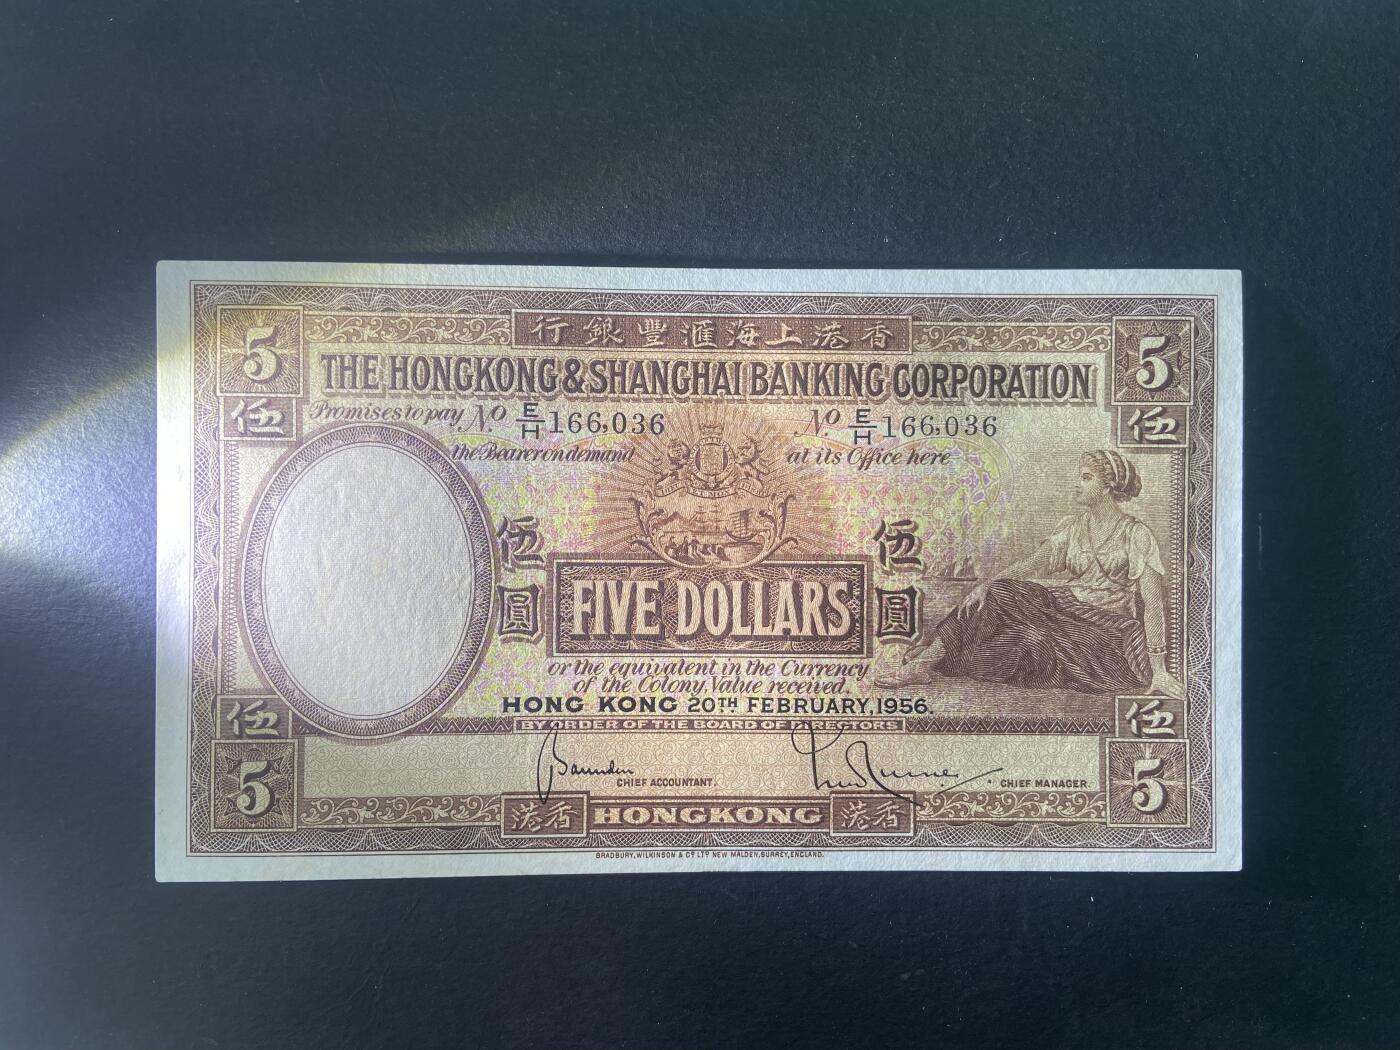 行銀豐滙海上港香
5
5
THE HONGKONG & SHANGHAI BANKING CORPORATION
伍
伍
Promises to pay No. E/H 166,036
No. E/H 166,036
the Bearer on demand
at its Office here
伍圓
伍圓
FIVE DOLLARS
or the equivalent in the Currency
of the Colony, Value received.
HONG KONG 20TH FEBRUARY, 1956.
BY ORDER OF THE BOARD OF DIRECTORS
伍
伍
5
5
CHIEF ACCOUNTANT.
CHIEF MANAGER.
港香
HONGKONG
港香
BRADBURY, WILKINSON & Co. LTD NEW MALDEN, SURREY, ENGLAND.